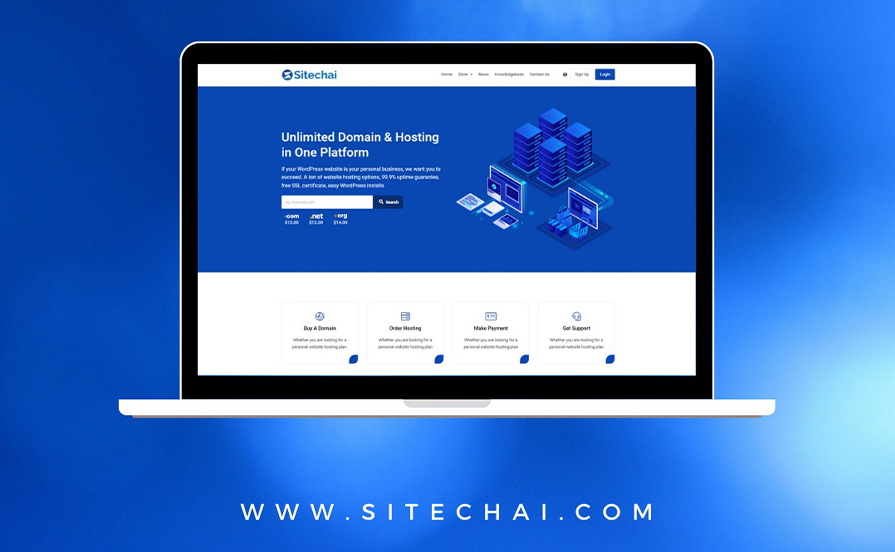 Sitechai
Home Store News Knowledgebase Contact Us Sign Up Login
Unlimited Domain & Hosting
in One Platform
If your WordPress website is your personal business, we want you to
succeed. A ton of website hosting options, 99.9% uptime guarantee,
free SSL certificate, easy WordPress installs.
Search
.com .net .org
$13.00 $14.00
Buy A Domain Order Hosting Make Payment Get Support
Whether you are looking for a Whether you are looking for a Whether you are looking for a Whether you are looking for a
personal website hosting plan. personal website hosting plan. personal website hosting plan. personal website hosting plan.
WWW.SITECHAI.COM